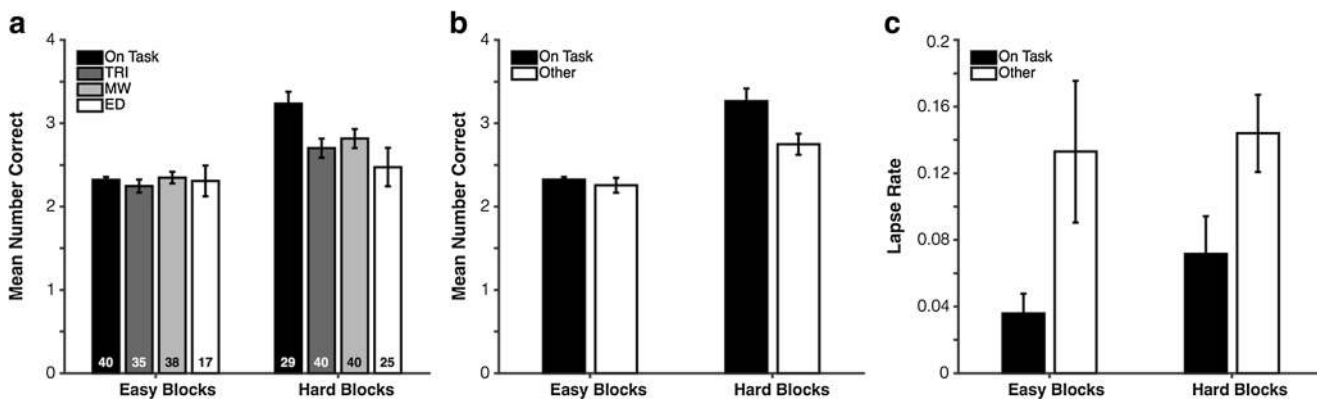 a
4
3
2
1
0
Mean Number Correct
On Task
TRI
MW
ED
40
35
38
17
29
40
40
25
Easy Blocks
Hard Blocks
b
4
3
2
1
0
Mean Number Correct
On Task
Other
Easy Blocks
Hard Blocks
c
0.2
0.16
0.12
0.08
0.04
0
Lapse Rate
On Task
Other
Easy Blocks
Hard Blocks